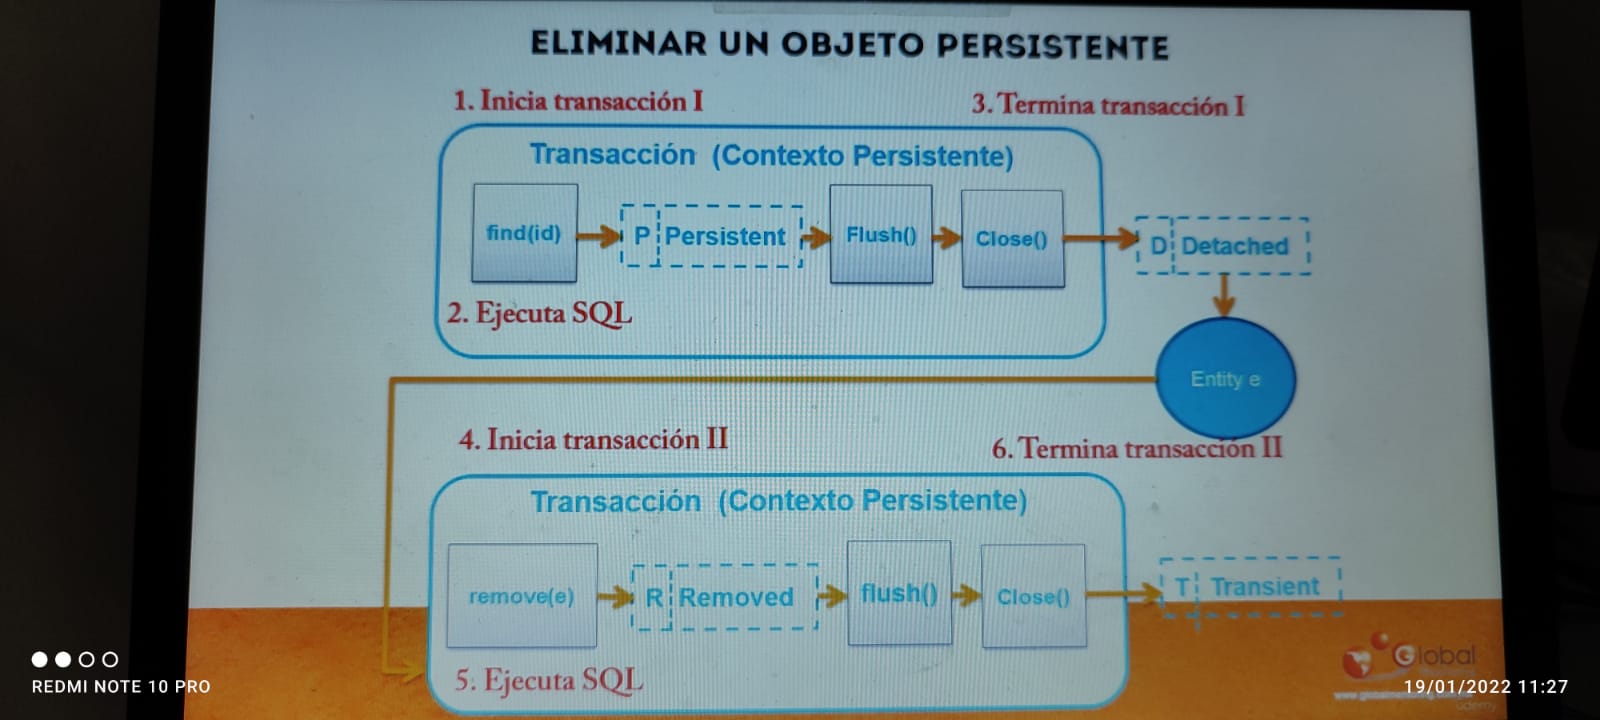 ELIMINAR UN OBJETO PERSISTENTE
1. Inicia transacción I
3. Termina transacción I
Transacción (Contexto Persistente)
find(id)
P Persistent
Flush()
Close()
D Detached
2. Ejecuta SQL
Entity e
4. Inicia transacción II
6. Termina transacción II
Transacción (Contexto Persistente)
remove(e)
R Removed
flush()
Close()
T Transient
5. Ejecuta SQL
Global
udemy
REDMI NOTE 10 PRO
19/01/2022 11:27